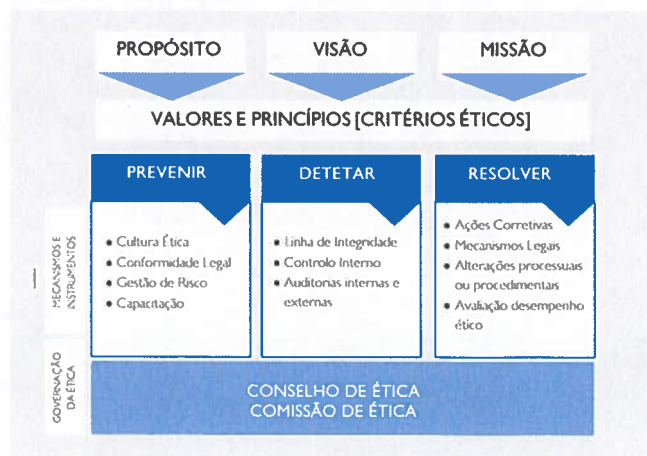 PROPÓSITO
VISÃO
MISSÃO
VALORES E PRINCÍPIOS [CRITÉRIOS ÉTICOS]
PREVENIR
DETETAR
RESOLVER
MECANISMOS E
INSTRUMENTOS
• Cultura Ética
• Conformidade Legal
• Gestão de Risco
• Capacitação
• Linha de Integridade
• Controlo Interno
• Auditorias internas e
externas
• Ações Corretivas
• Mecanismos Legais
• Alterações processuais
ou procedimentais
• Avaliação desempenho
ético
GOVERNAÇÃO
DA ÉTICA
CONSELHO DE ÉTICA
COMISSÃO DE ÉTICA